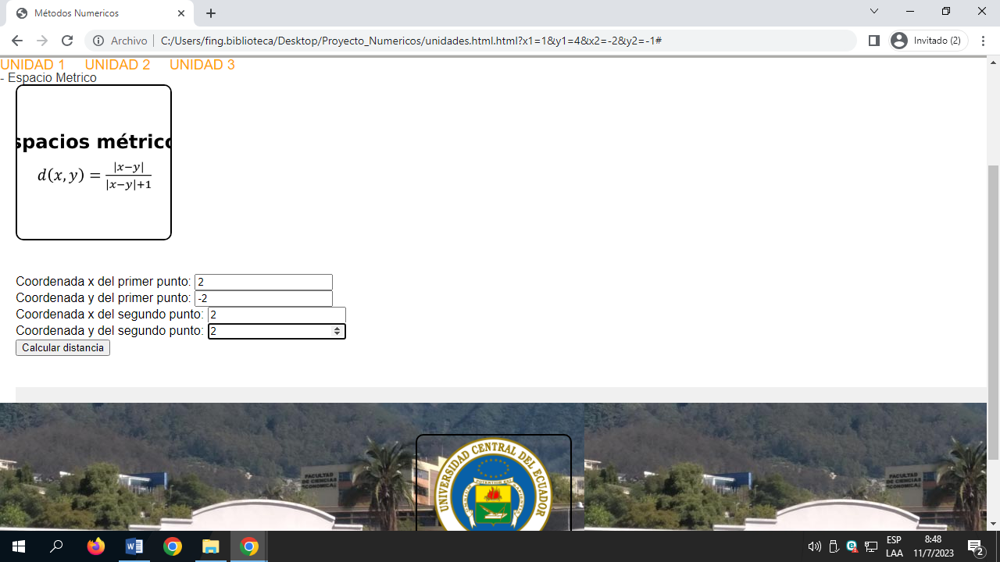 Métodos Numericos
Archivo C:/Users/fing.biblioteca/Desktop/Proyecto_Numericos/unidades.html.html?x1=1&y1=4&x2=-2&y2=-1#
Invitado (2)
UNIDAD 1 UNIDAD 2 UNIDAD 3
- Espacio Metrico
spacios métrico
d(x,y) = |x−y| / |x−y|+1
Coordenada x del primer punto: 2
Coordenada y del primer punto: -2
Coordenada x del segundo punto: 2
Coordenada y del segundo punto: 2
Calcular distancia
FACULTAD
DE CIENCIAS
ECONOMICAS
UNIVERSIDAD CENTRAL DEL ECUADOR
FACULTAD
DE CIENCIAS
ECONOMICAS
ESP
LAA
8:48
11/7/2023
2